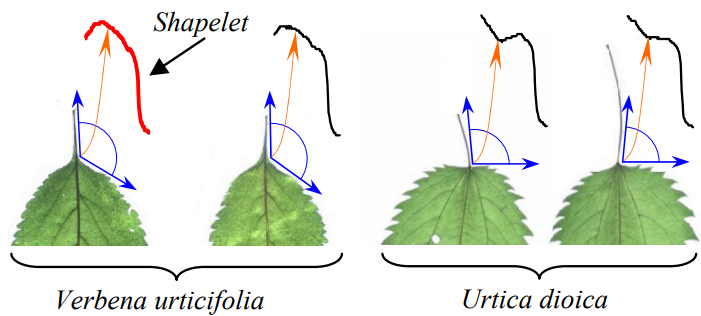 Shapelet
Verbena urticifolia
Urtica dioica